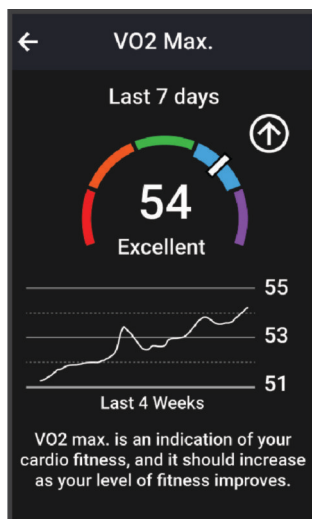 VO2 Max.
Last 7 days
54
Excellent
55
53
51
Last 4 Weeks
VO2 max. is an indication of your
cardio fitness, and it should increase
as your level of fitness improves.